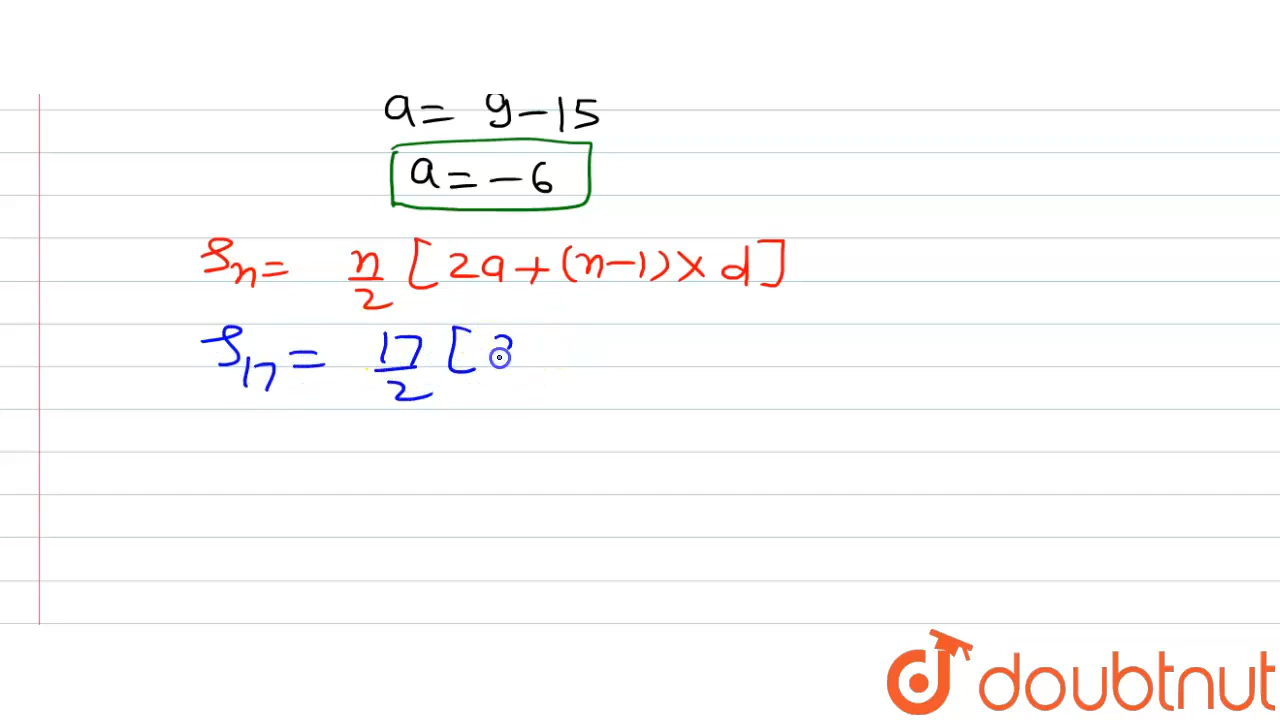 a = 9 - 15
a = - 6
Sn = n/2 [2a + (n-1) × d]
S17 = 17/2 [
doubtnut